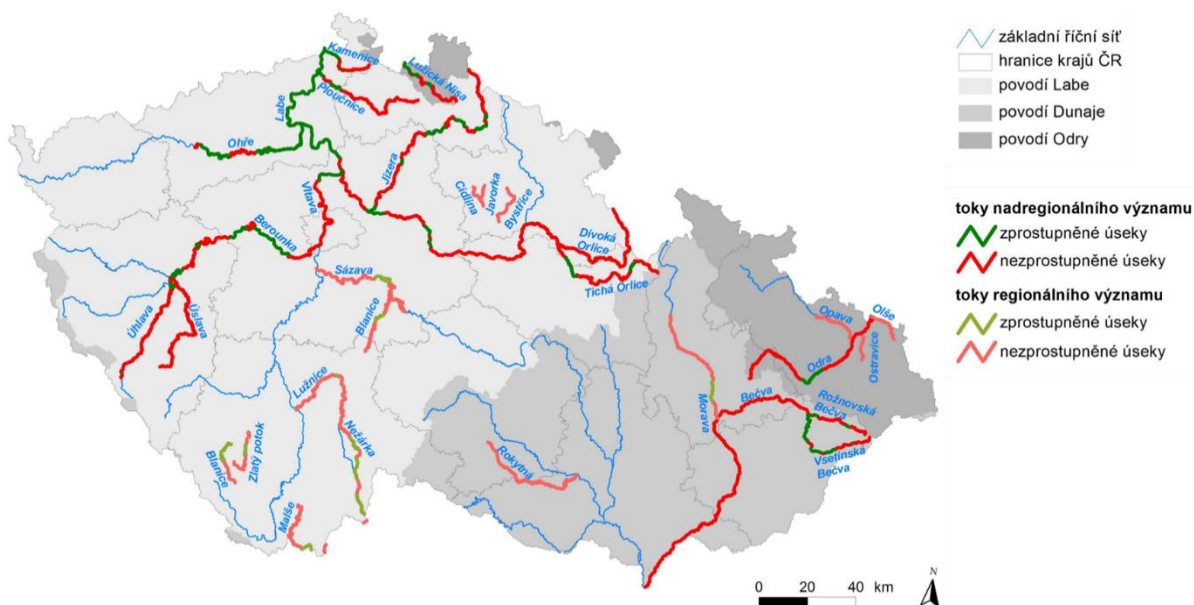 Kamenice
Lužická Nisa
Ploučnice
Labe
Ohře
Jizera
Cidlina
Javorka
Bystřice
Vltava
Berounka
Divoká
Orlice
Tichá Orlice
Sázava
Blanice
Úhlava
Úslava
Opava
Olše
Ostravice
Odra
Lužnice
Bečva
Rožnovská
Bečva
Morava
Nežárka
Vsetínská
Bečva
Blanice
Zlatý potok
Rokytná
Malše
základní říční síť
hranice krajů ČR
povodí Labe
povodí Dunaje
povodí Odry
toky nadregionálního významu
zprostupněné úseky
nezprostupněné úseky
toky regionálního významu
zprostupněné úseky
nezprostupněné úseky
0 20 40 km
N